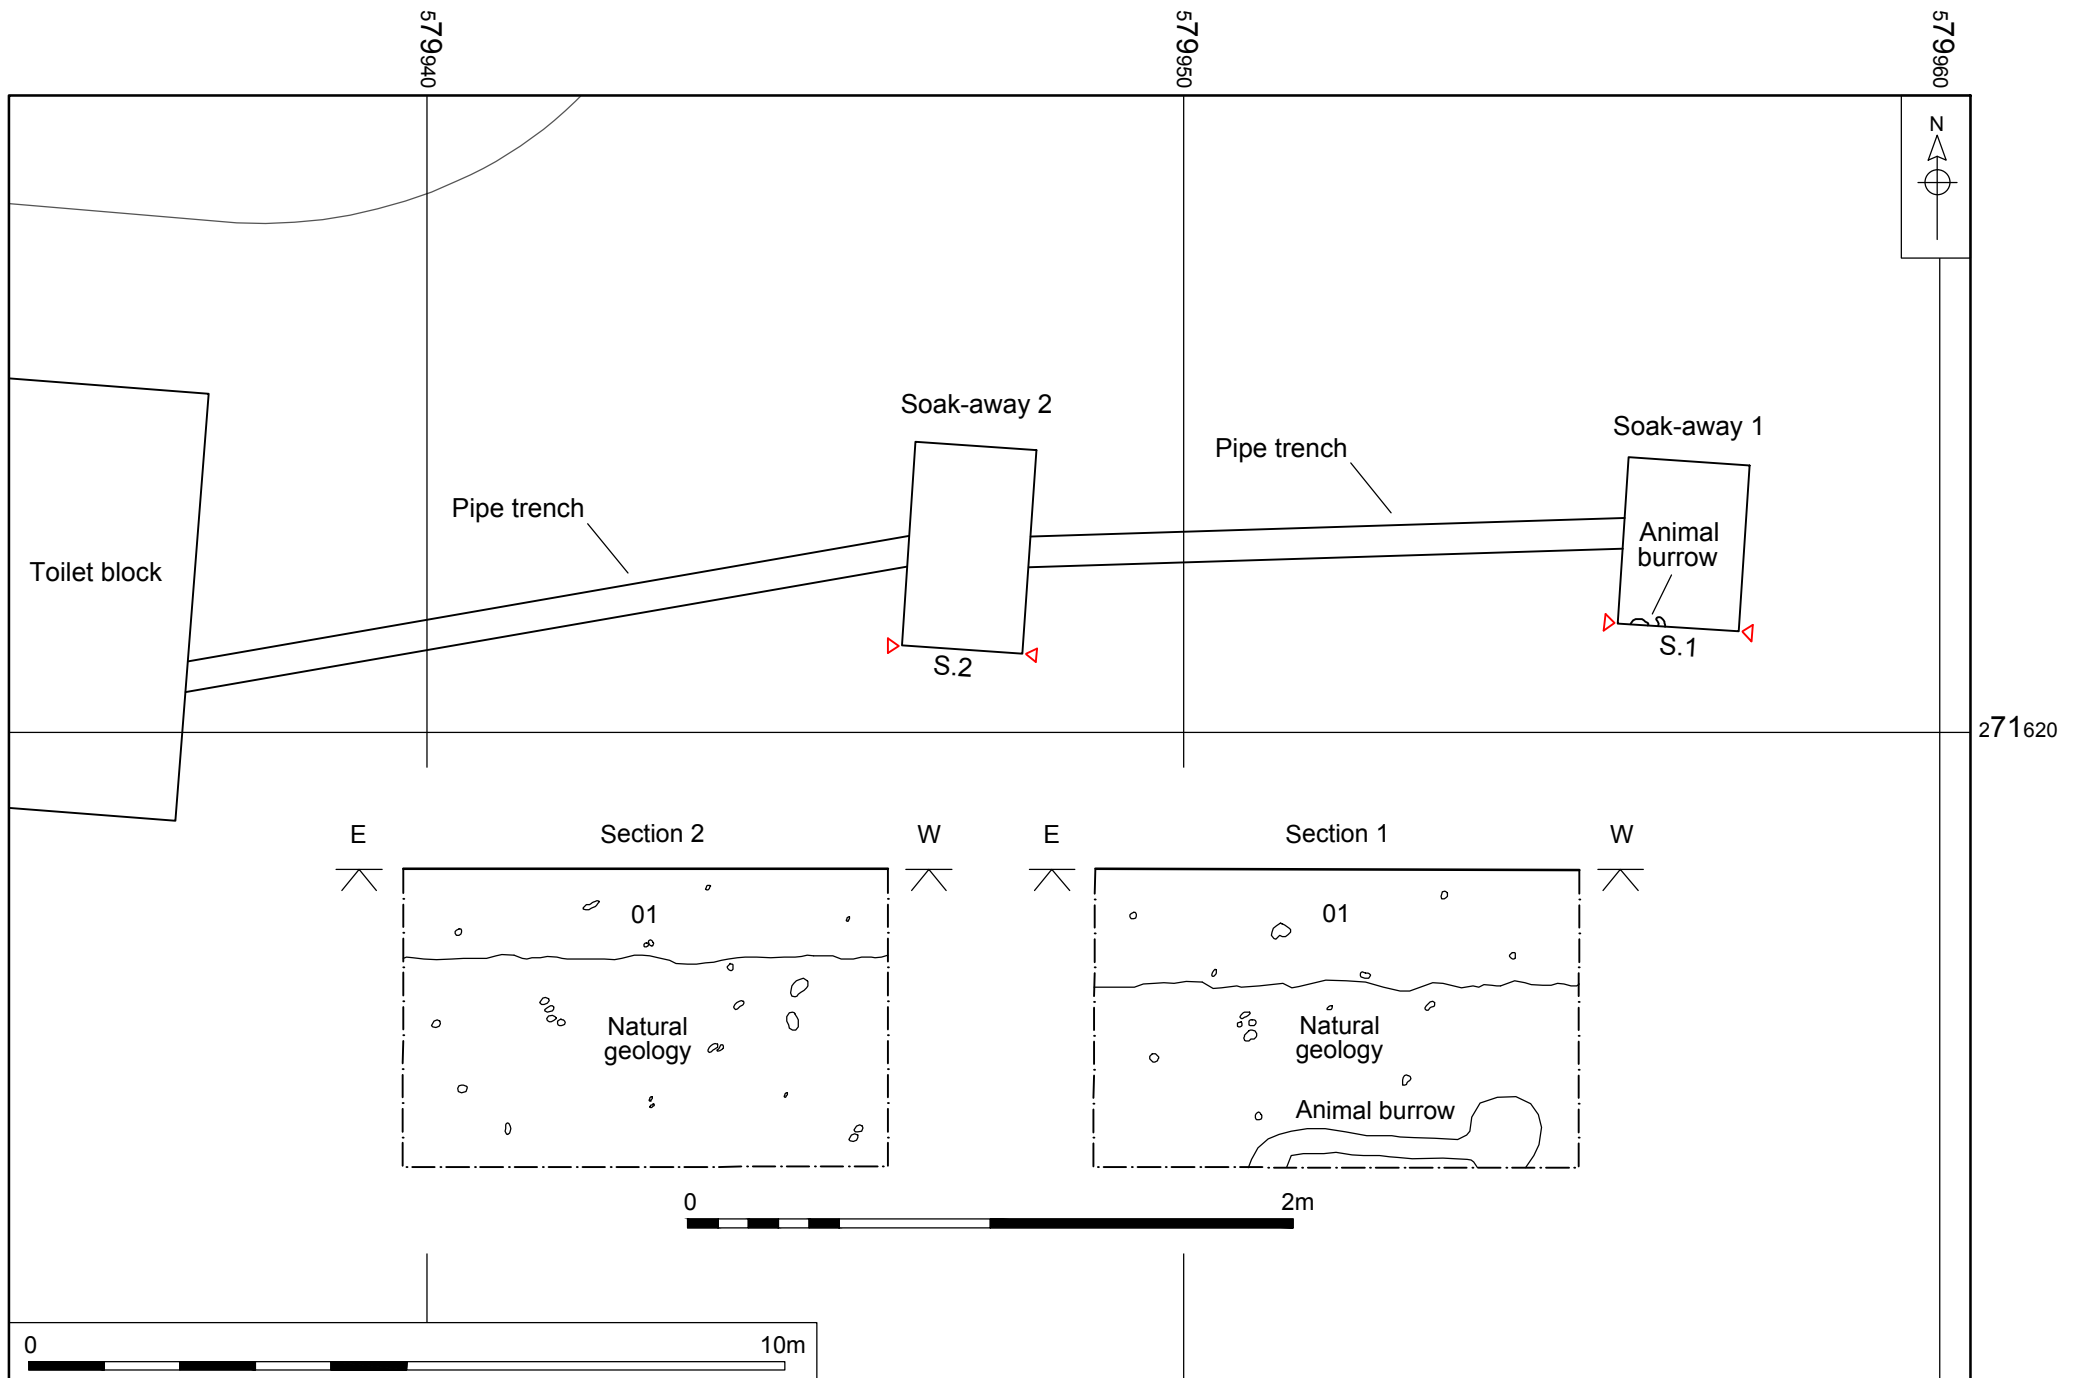 579940
579950
579960
N
Soak-away 2
Soak-away 1
Pipe trench
Pipe trench
Animal
burrow
Toilet block
S.2
S.1
271620
E
Section 2
W
E
Section 1
W
01
01
Natural
geology
Natural
geology
Animal burrow
0
2m
0
10m